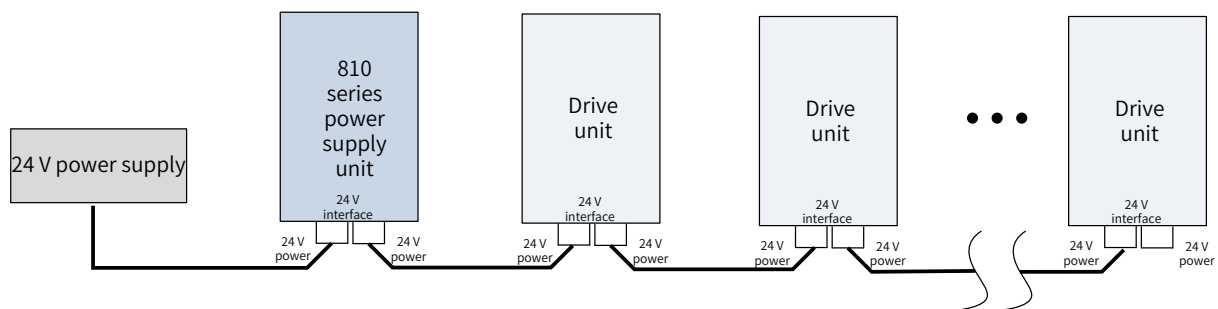 24 V power supply
810
series
power
supply
unit
24 V
interface
24 V
power
24 V
power
Drive
unit
24 V
interface
24 V
power
24 V
power
Drive
unit
24 V
interface
24 V
power
24 V
power
Drive
unit
24 V
interface
24 V
power
24 V
power